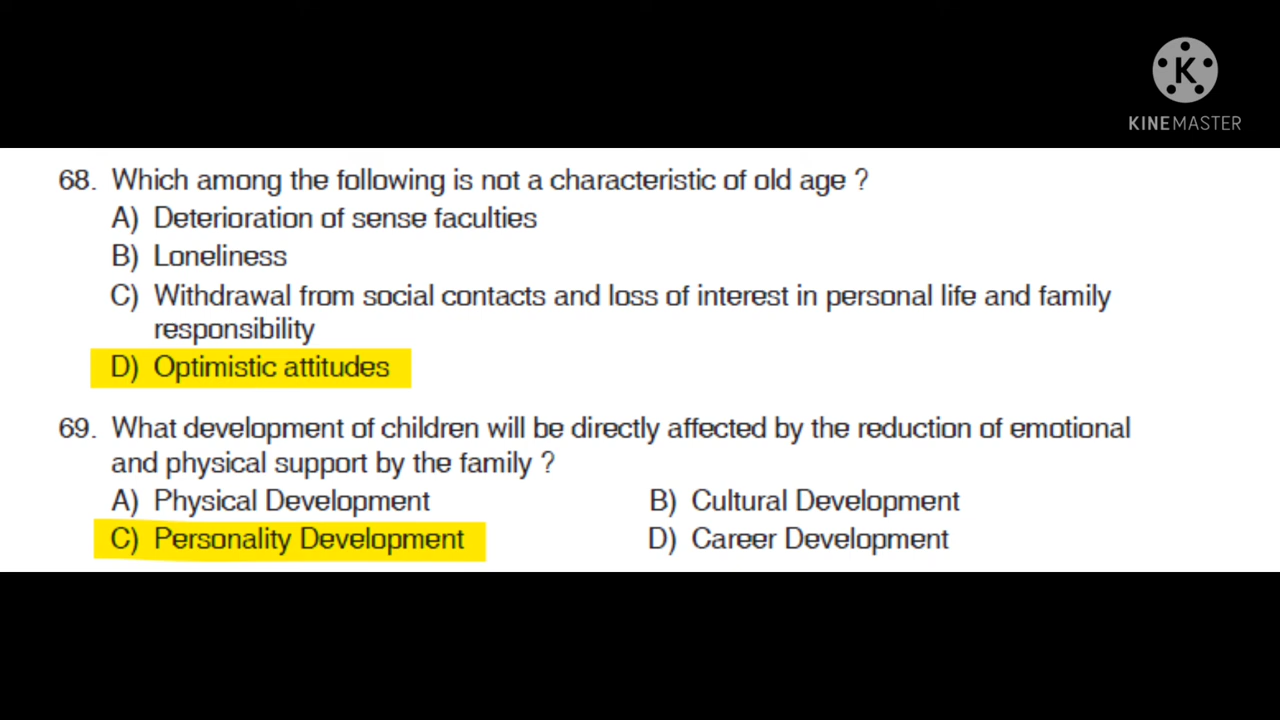 K
KINEMASTER
68. Which among the following is not a characteristic of old age ?
A) Deterioration of sense faculties
B) Loneliness
C) Withdrawal from social contacts and loss of interest in personal life and family
responsibility
D) Optimistic attitudes
69. What development of children will be directly affected by the reduction of emotional
and physical support by the family ?
A) Physical Development B) Cultural Development
C) Personality Development D) Career Development